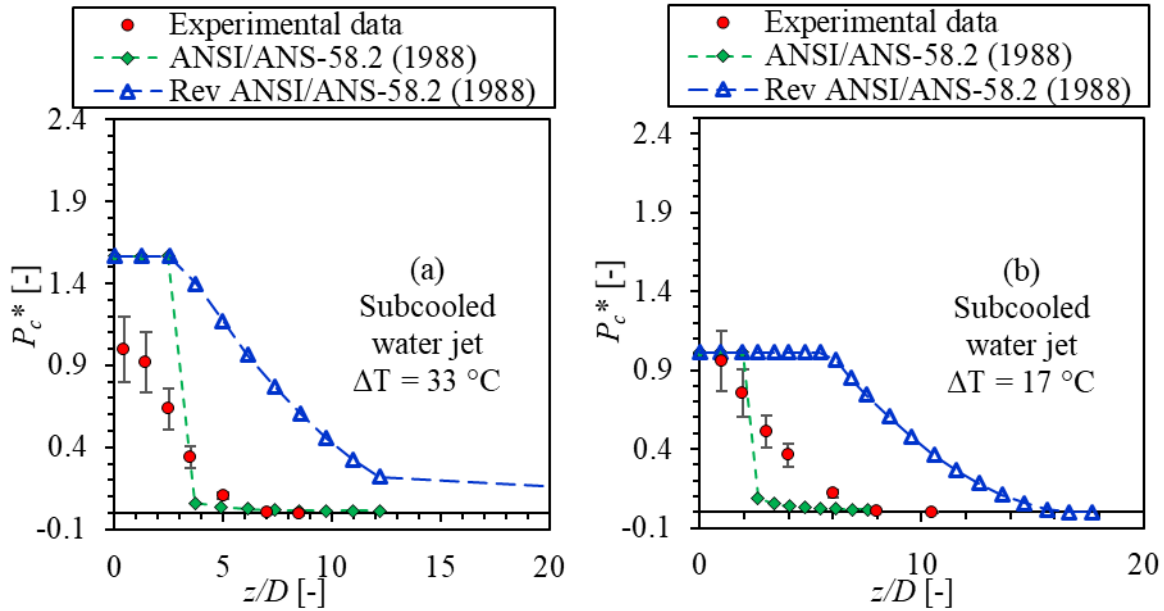 Experimental data
ANSI/ANS-58.2 (1988)
Rev ANSI/ANS-58.2 (1988)
2.4
1.9
1.4
0.9
0.4
-0.1
P_c* [-]
(a)
Subcooled
water jet
ΔT = 33 °C
0 5 10 15 20
z/D [-]
Experimental data
ANSI/ANS-58.2 (1988)
Rev ANSI/ANS-58.2 (1988)
2.4
1.9
1.4
0.9
0.4
-0.1
P_c* [-]
(b)
Subcooled
water jet
ΔT = 17 °C
0 10 20
z/D [-]